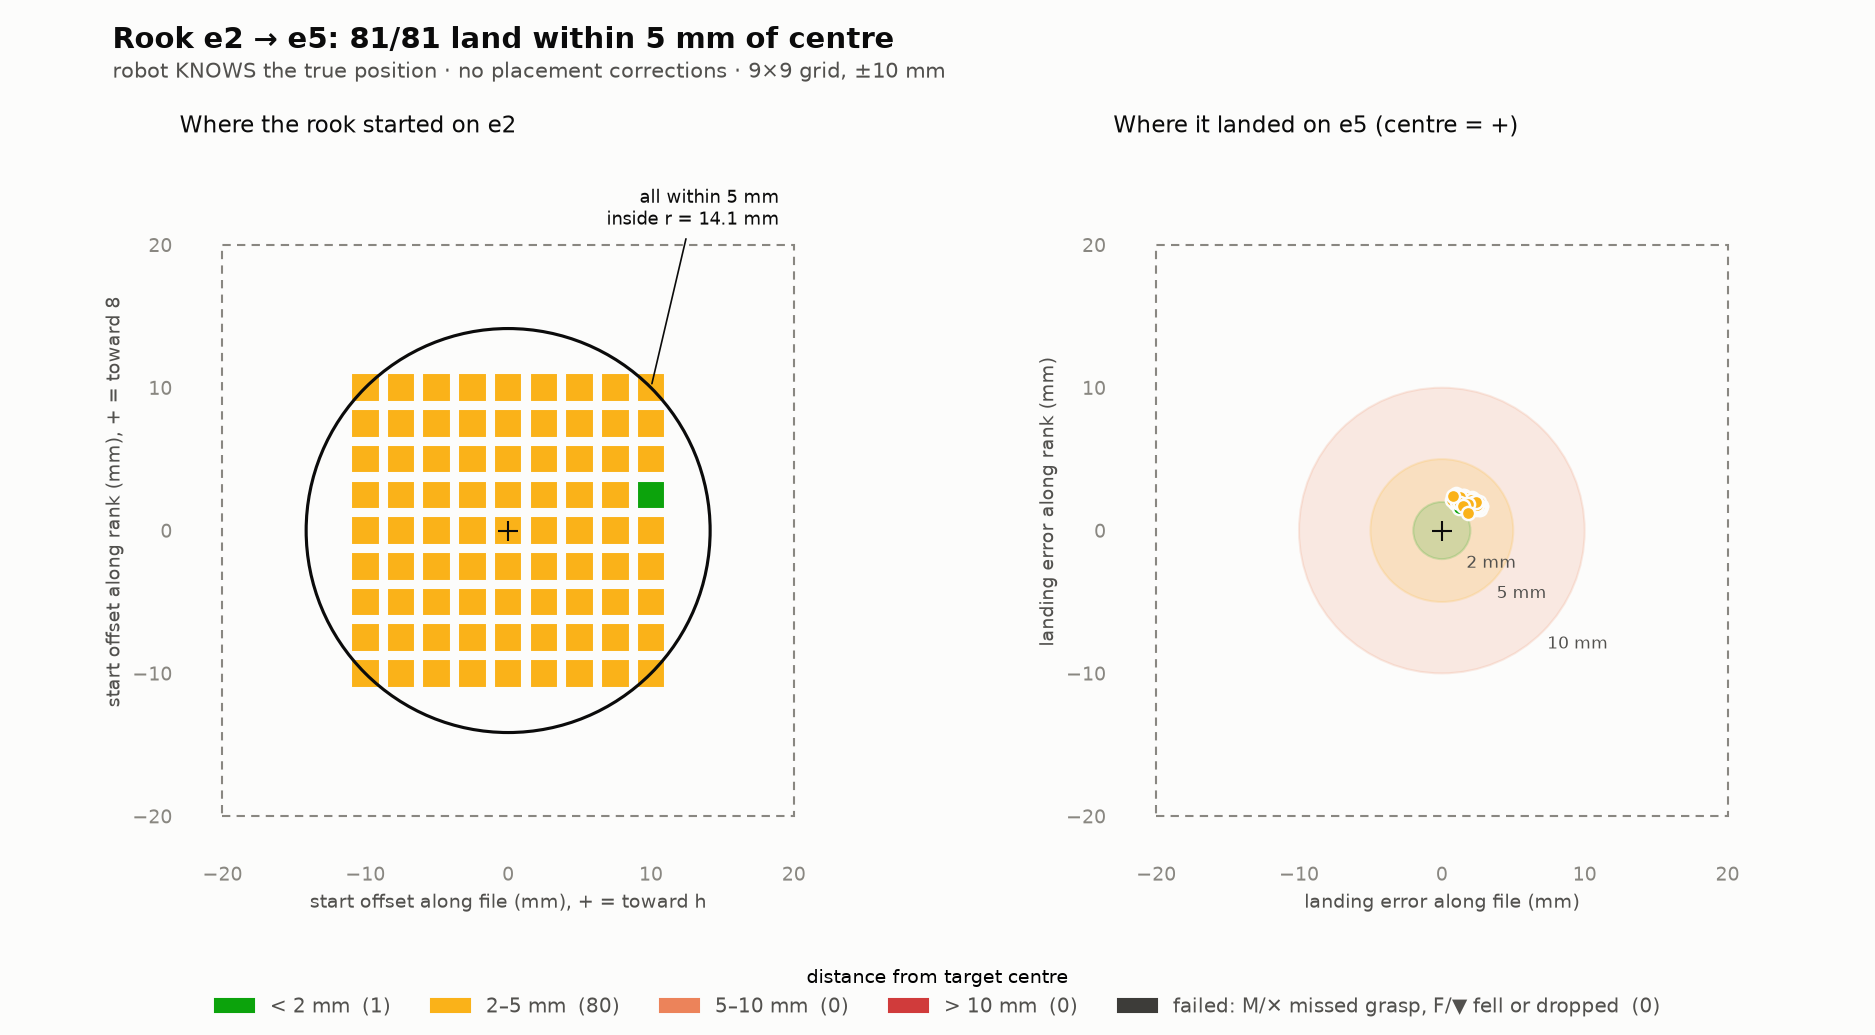 Rook e2 → e5: 81/81 land within 5 mm of centre
robot KNOWS the true position · no placement corrections · 9×9 grid, ±10 mm
Where the rook started on e2
all within 5 mm
inside r = 14.1 mm
20
10
0
−10
−20
start offset along rank (mm), + = toward 8
−20
−10
0
10
20
start offset along file (mm), + = toward h
Where it landed on e5 (centre = +)
20
10
0
−10
−20
landing error along rank (mm)
2 mm
5 mm
10 mm
−20
−10
0
10
20
landing error along file (mm)
distance from target centre
< 2 mm (1)
2–5 mm (80)
5–10 mm (0)
> 10 mm (0)
failed: M/✕ missed grasp, F/▼ fell or dropped (0)